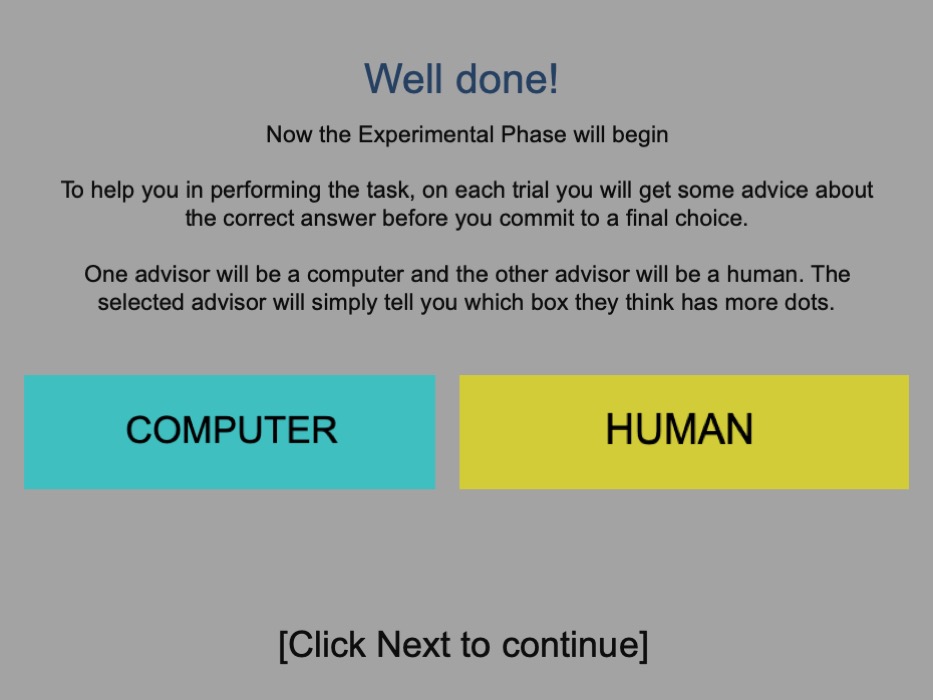 Well done!
Now the Experimental Phase will begin
To help you in performing the task, on each trial you will get some advice about
the correct answer before you commit to a final choice.
One advisor will be a computer and the other advisor will be a human. The
selected advisor will simply tell you which box they think has more dots.
COMPUTER
HUMAN
[Click Next to continue]